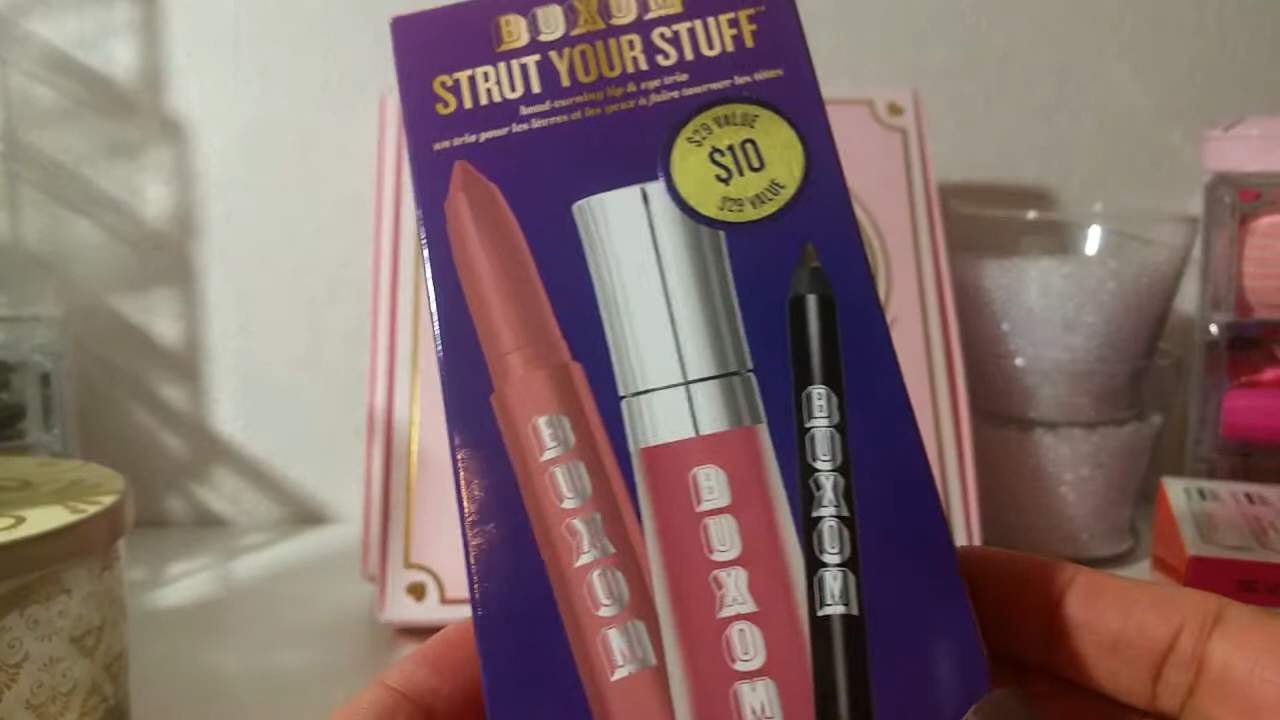 BUXOM
STRUT YOUR STUFF™
head-turning lip & eye trio
un trio pour les lèvres et les yeux à faire tourner les têtes
$29 VALUE
$10
$29 VALUE
BUXOM
BUXOM
BUXOM